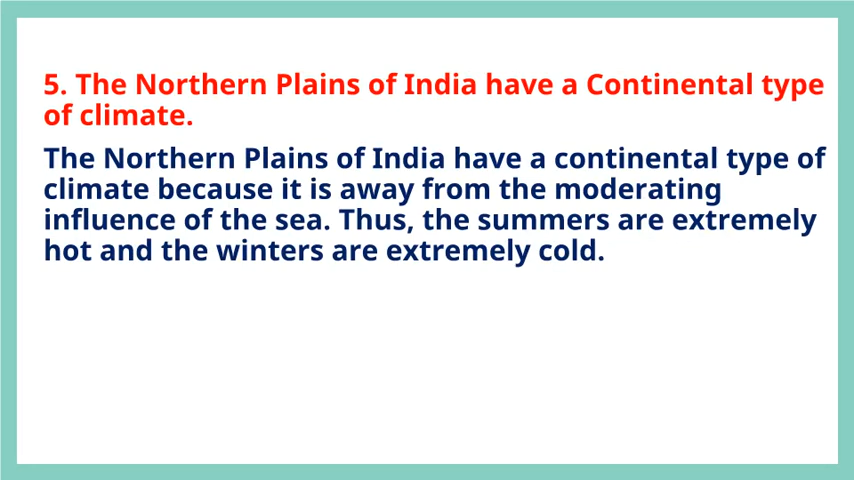 5. The Northern Plains of India have a Continental type
of climate.
The Northern Plains of India have a continental type of
climate because it is away from the moderating
influence of the sea. Thus, the summers are extremely
hot and the winters are extremely cold.